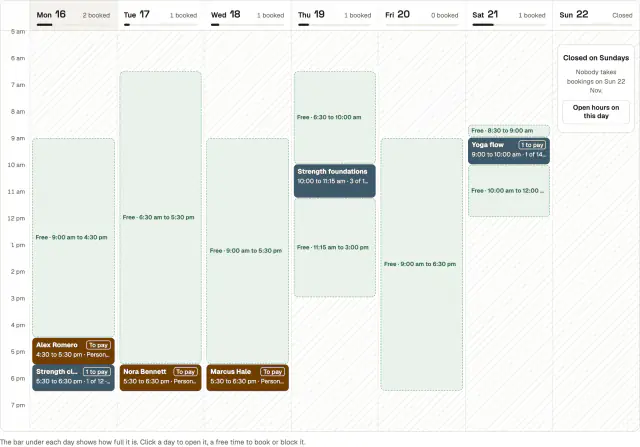 Mon 16 2 booked
Tue 17 1 booked
Wed 18 1 booked
Thu 19 1 booked
Fri 20 0 booked
Sat 21 1 booked
Sun 22 Closed
5 am
6 am
7 am
8 am
9 am
10 am
11 am
12 pm
1 pm
2 pm
3 pm
4 pm
5 pm
6 pm
7 pm
Free · 9:00 am to 4:30 pm
Alex Romero To pay
4:30 to 5:30 pm · Person...
Strength cl... 1 to pay
5:30 to 6:30 pm · 1 of 12 ·...
Free · 6:30 am to 5:30 pm
Nora Bennett To pay
5:30 to 6:30 pm · Person...
Free · 9:00 am to 5:30 pm
Marcus Hale To pay
5:30 to 6:30 pm · Person...
Free · 6:30 to 10:00 am
Strength foundations
10:00 to 11:15 am · 3 of 1...
Free · 11:15 am to 3:00 pm
Free · 9:00 am to 6:30 pm
Free · 8:30 to 9:00 am
Yoga flow 1 to pay
9:00 to 10:00 am · 1 of 14...
Free · 10:00 am to 12:00 ...
Closed on Sundays
Nobody takes
bookings on Sun 22
Nov.
Open hours on
this day
The bar under each day shows how full it is. Click a day to open it, a free time to book or block it.